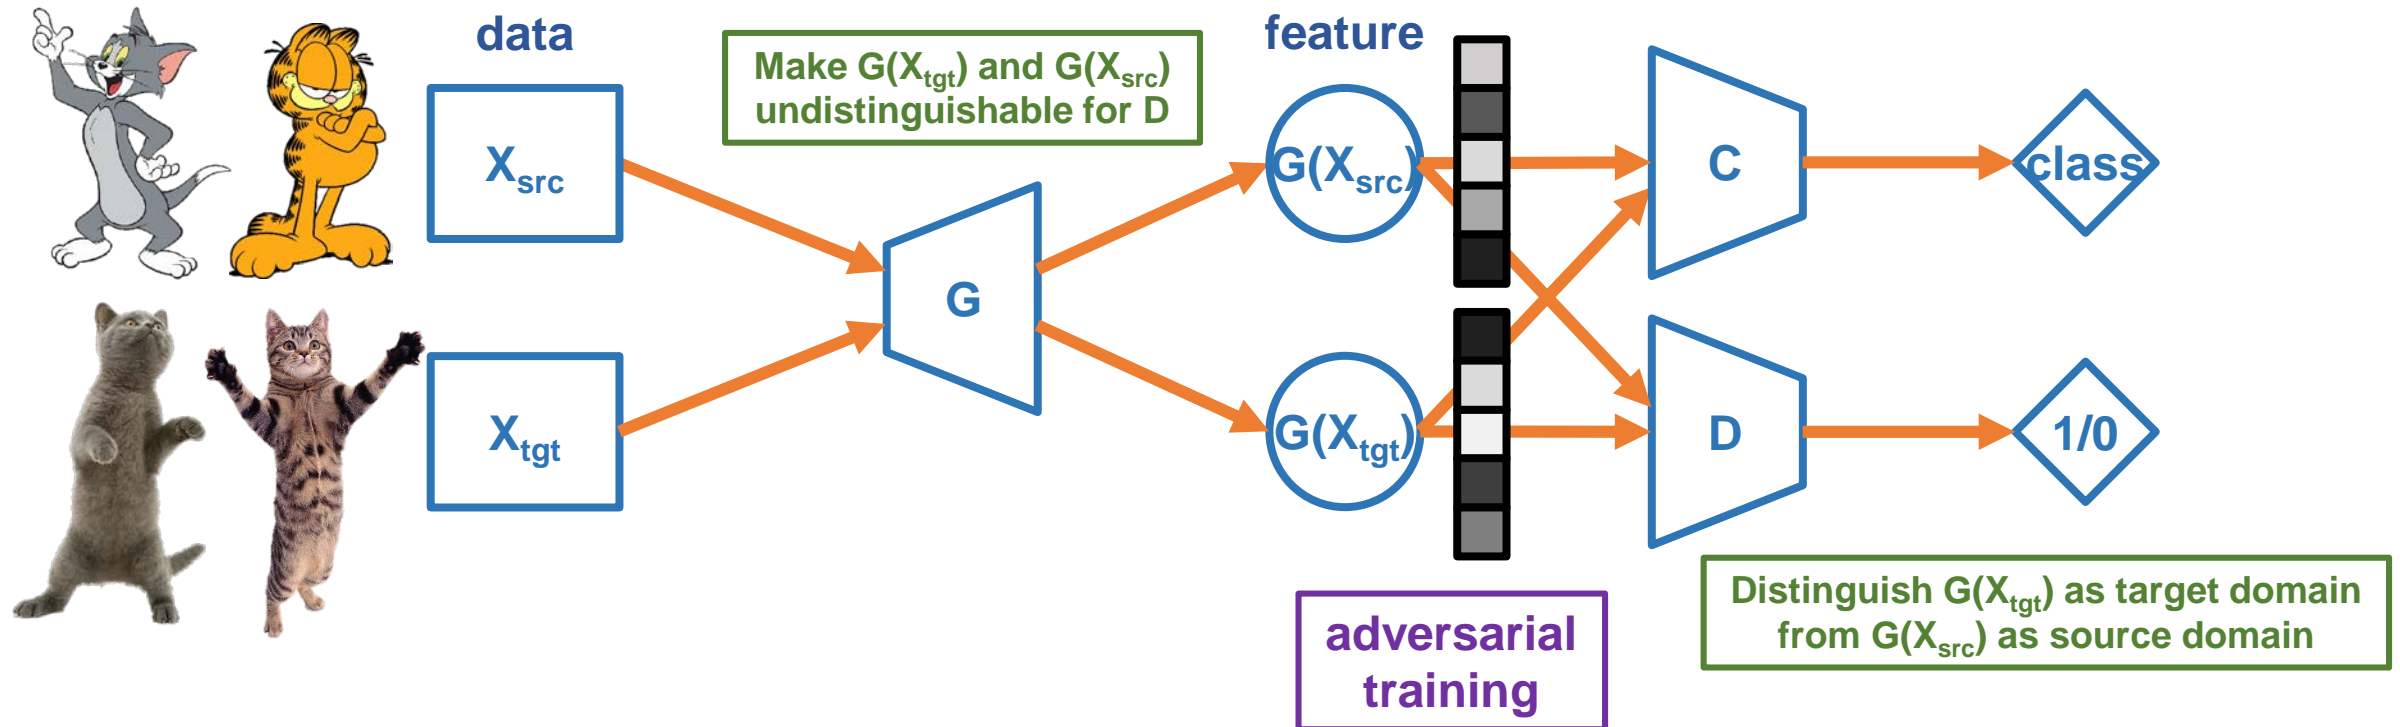 data
feature
Make G(Xtgt) and G(Xsrc)
undistinguishable for D
Xsrc
G(Xsrc)
C
class
G
Xtgt
G(Xtgt)
D
1/0
adversarial
training
Distinguish G(Xtgt) as target domain
from G(Xsrc) as source domain